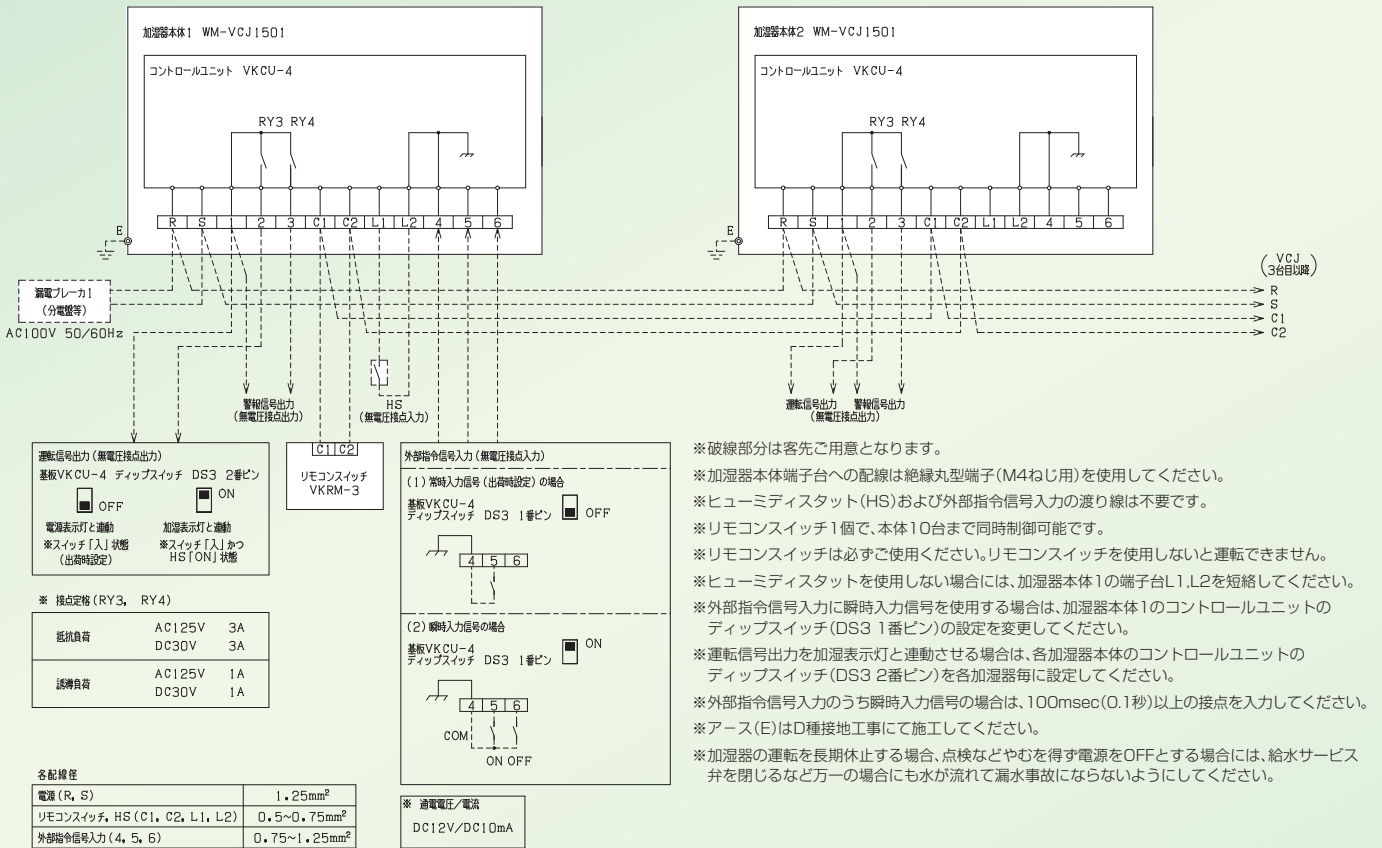 加湿器本体1 WM-VCJ1501
コントロールユニット VKCU-4
RY3 RY4
R S 1 2 3 C1 C2 L1 L2 4 5 6
E
加湿器本体2 WM-VCJ1501
コントロールユニット VKCU-4
RY3 RY4
R S 1 2 3 C1 C2 L1 L2 4 5 6
E
漏電ブレーカ1
(分電盤等)
AC100V 50/60Hz
(VCJ
3台目以降)
R
S
C1
C2
警報信号出力
(無電圧接点出力)
HS
(無電圧接点入力)
運転信号出力 警報信号出力
(無電圧接点出力)
運転信号出力(無電圧接点出力)
基板VKCU-4 ディップスイッチ DS3 2番ピン
OFF
ON
電源表示灯と連動
※スイッチ「入」状態
(出荷時設定)
加湿表示灯と連動
※スイッチ「入」かつ
HS「ON」状態
C1 C2
リモコンスイッチ
VKRM-3
外部指令信号入力(無電圧接点入力)
(1)常時入力信号(出荷時設定)の場合
基板VKCU-4
ディップスイッチ DS3 1番ピン
OFF
4 5 6
(2)瞬時入力信号の場合
基板VKCU-4
ディップスイッチ DS3 1番ピン
ON
4 5 6
COM
ON OFF
※ 接点定格(RY3, RY4)
抵抗負荷 AC125V 3A
DC30V 3A
誘導負荷 AC125V 1A
DC30V 1A
各配線径
電源(R, S) 1.25mm²
リモコンスイッチ, HS(C1, C2, L1, L2) 0.5~0.75mm²
外部指令信号入力(4, 5, 6) 0.75~1.25mm²
※ 通電電圧/電流
DC12V/DC10mA
※破線部分は客先ご用意となります。
※加湿器本体端子台への配線は絶縁丸型端子(M4ねじ用)を使用してください。
※ヒューミディスタット(HS)および外部指令信号入力の渡り線は不要です。
※リモコンスイッチ1個で、本体10台まで同時制御可能です。
※リモコンスイッチは必ずご使用ください。リモコンスイッチを使用しないと運転できません。
※ヒューミディスタットを使用しない場合には、加湿器本体1の端子台L1,L2を短絡してください。
※外部指令信号入力に瞬時入力信号を使用する場合は、加湿器本体1のコントロールユニットの
ディップスイッチ(DS3 1番ピン)の設定を変更してください。
※運転信号出力を加湿表示灯と連動させる場合は、各加湿器本体のコントロールユニットの
ディップスイッチ(DS3 2番ピン)を各加湿器毎に設定してください。
※外部指令信号入力のうち瞬時入力信号の場合は、100msec(0.1秒)以上の接点を入力してください。
※アース(E)はD種接地工事にて施工してください。
※加湿器の運転を長期休止する場合、点検などやむを得ず電源をOFFとする場合には、給水サービス
弁を閉じるなど万一の場合にも水が流れて漏水事故にならないようにしてください。